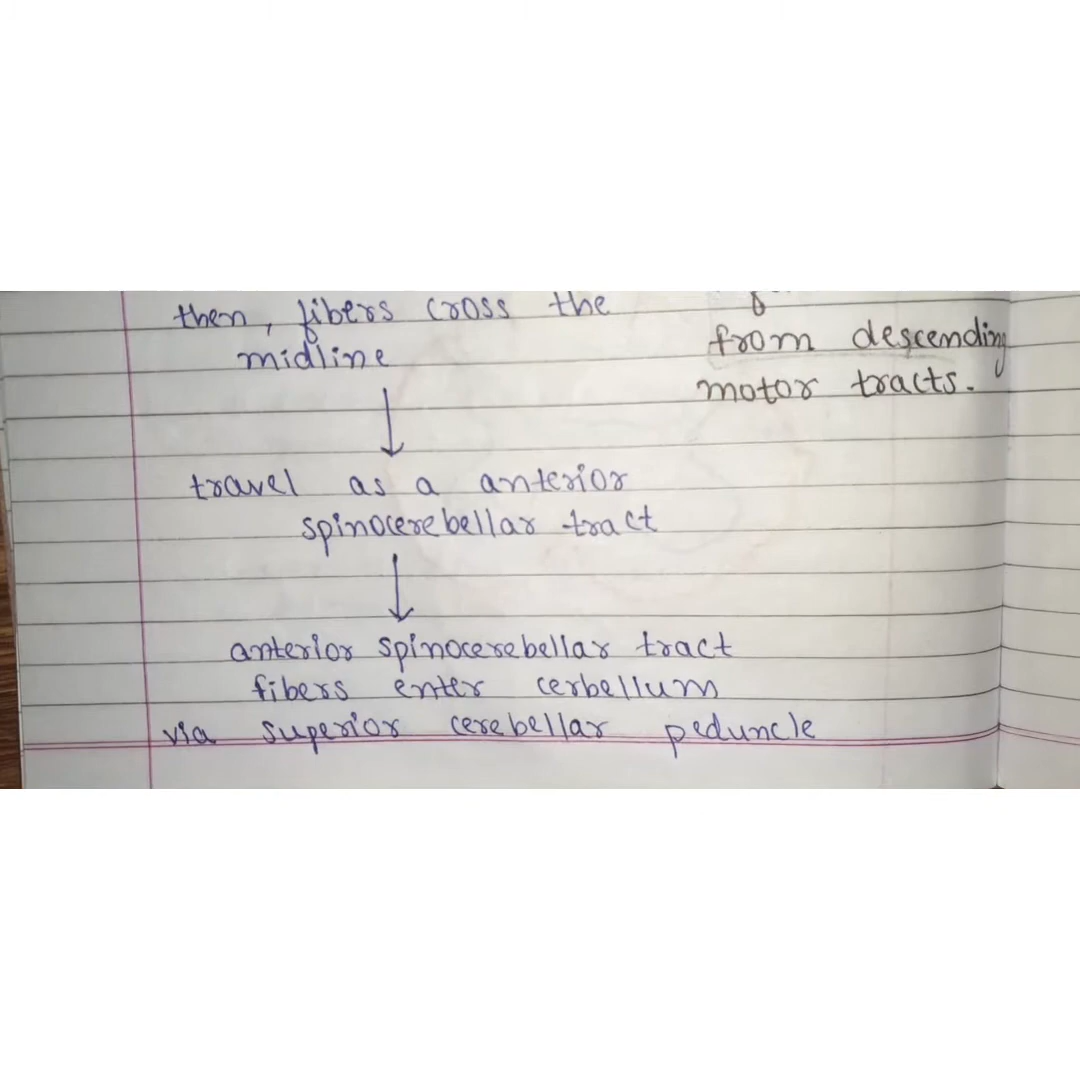 then, fibers cross the
midline
from descending
motor tracts.
travel as a anterior
spinocerebellar tract
anterior spinocerebellar tract
fibers enter cerbellum
via superior cerebellar peduncle